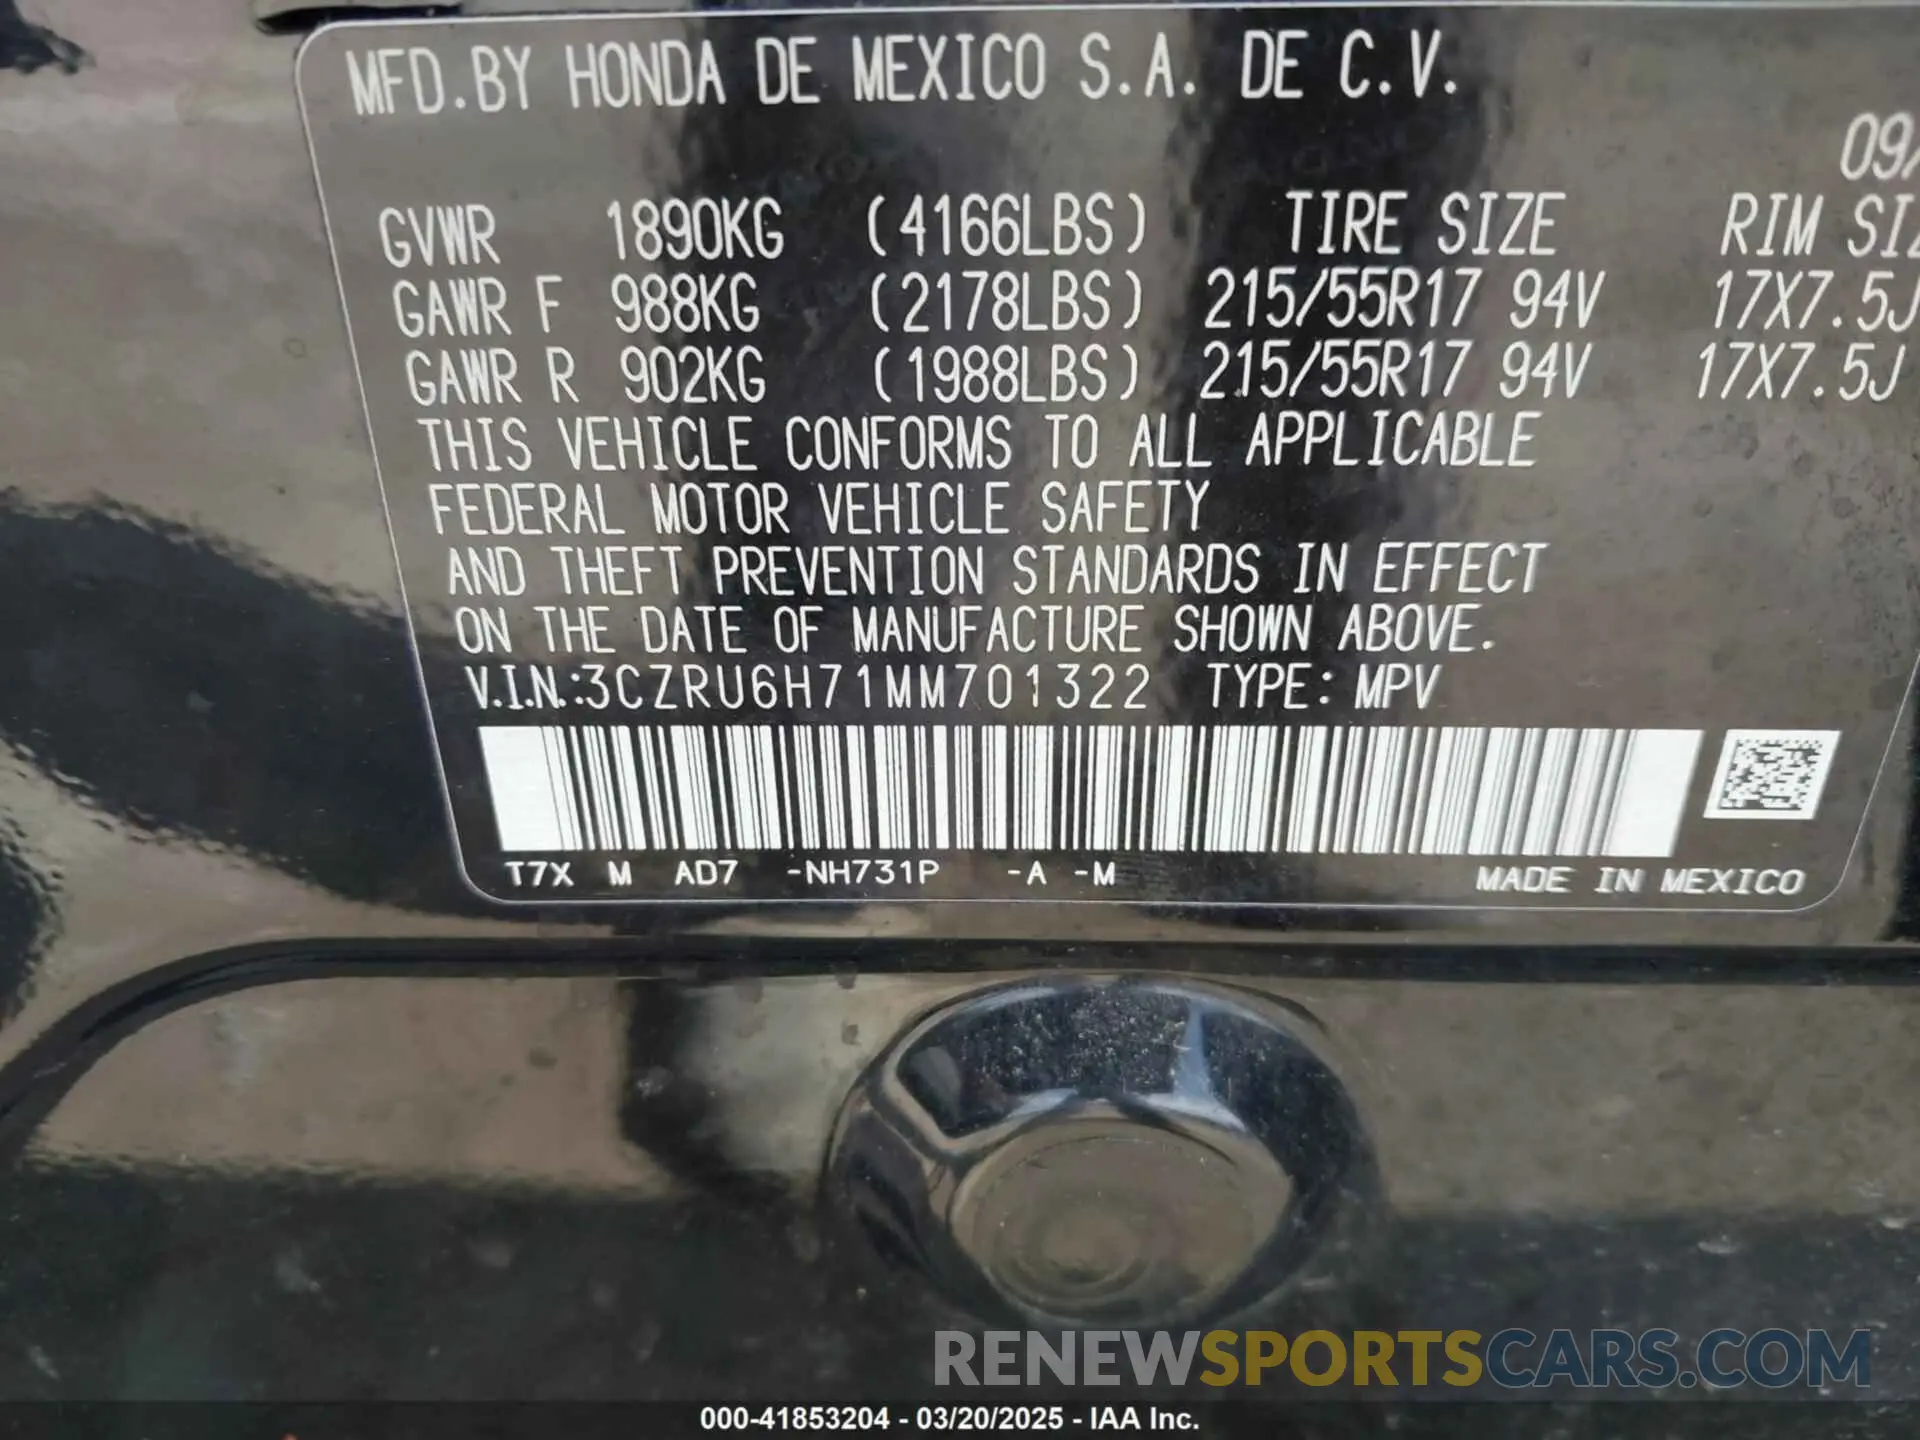 MFD.BY HONDA DE MEXICO S.A. DE C.V.
09/
GVWR 1890KG (4166LBS) TIRE SIZE RIM SIZ
GAWR F 988KG (2178LBS) 215/55R17 94V 17X7.5J
GAWR R 902KG (1988LBS) 215/55R17 94V 17X7.5J
THIS VEHICLE CONFORMS TO ALL APPLICABLE
FEDERAL MOTOR VEHICLE SAFETY
AND THEFT PREVENTION STANDARDS IN EFFECT
ON THE DATE OF MANUFACTURE SHOWN ABOVE.
V.I.N.:3CZRU6H71MM701322 TYPE: MPV
T7X M AD7 -NH731P -A -M MADE IN MEXICO
RENEWSPORTSCARS.COM
000-41853204 - 03/20/2025 - IAA Inc.